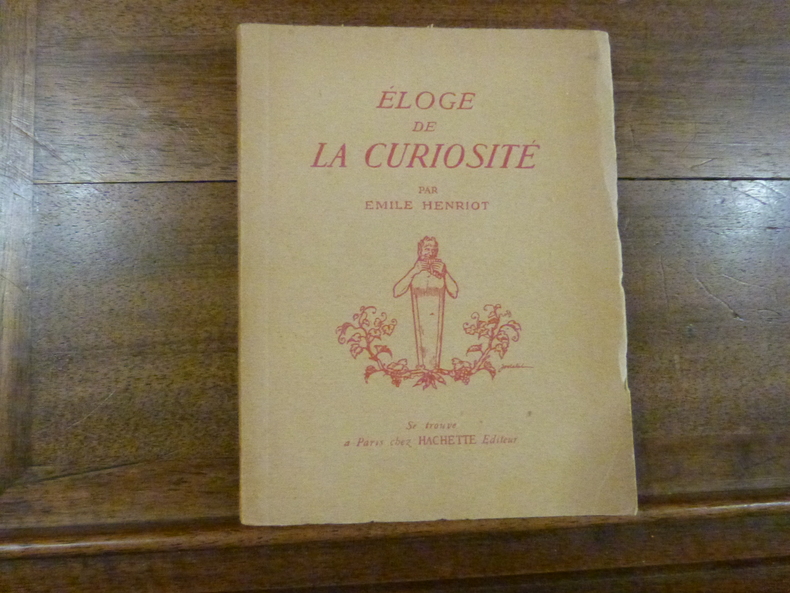 ÉLOGE
DE
LA CURIOSITÉ
PAR
EMILE HENRIOT
Se trouve
a Paris chez HACHETTE Editeur